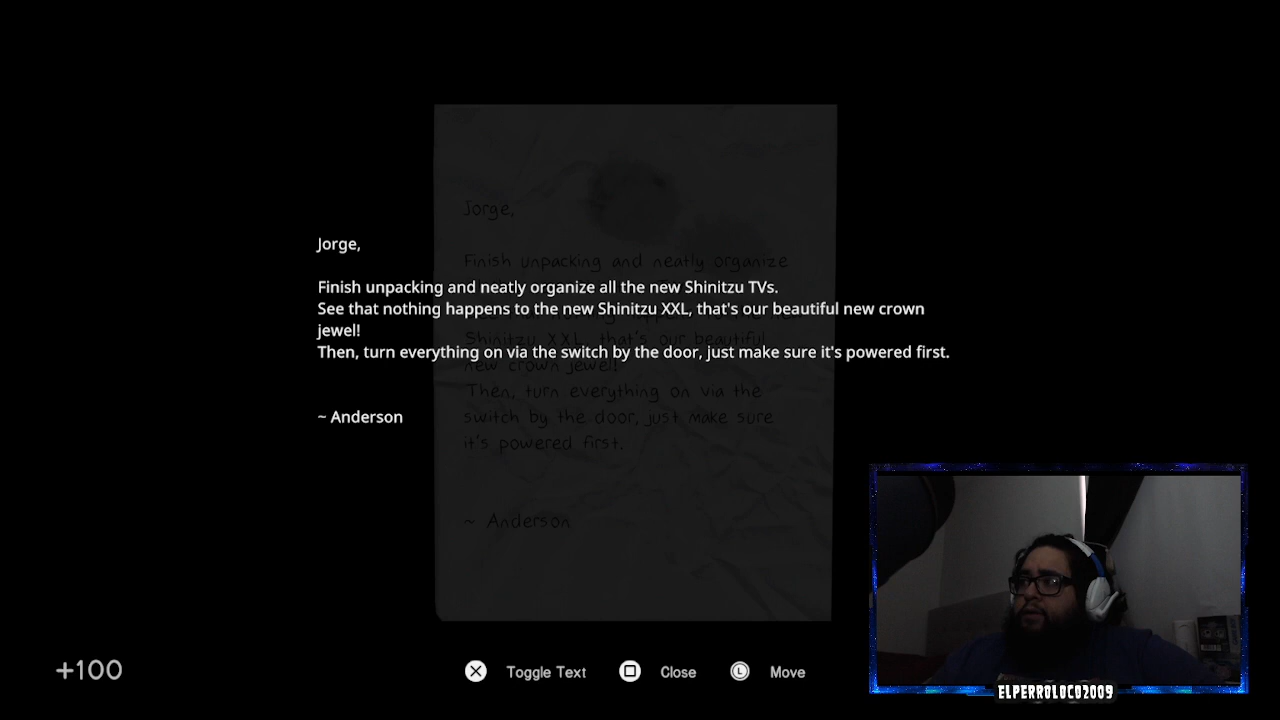 Jorge,
Finish unpacking and neatly organize all the new Shinitzu TVs.
See that nothing happens to the new Shinitzu XXL, that's our beautiful new crown
jewel!
Then, turn everything on via the switch by the door, just make sure it's powered first.
~ Anderson
Jorge,
Finish unpacking and neatly organize
Shinitzu XXL, that's our beautiful
new crown jewel!
Then, turn everything on via the
switch by the door, just make sure
it's powered first.
~ Anderson
+100
Toggle Text
Close
L
Move
ELPERROLOCO2009